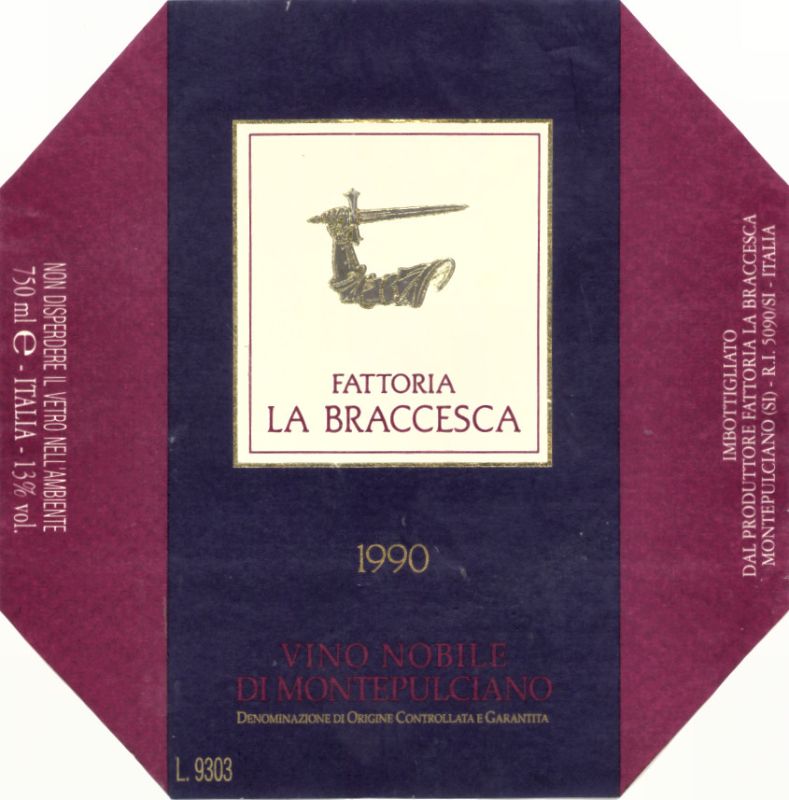 FATTORIA
LA BRACCESCA
1990
VINO NOBILE
DI MONTEPULCIANO
DENOMINAZIONE DI ORIGINE CONTROLLATA E GARANTITA
L. 9303
NON DISPERDERE IL VETRO NELL'AMBIENTE
750 ml e - ITALIA - 13% vol.
IMBOTTIGLIATO
DAL PRODUTTORE FATTORIA LA BRACCESCA
MONTEPULCIANO (SI) - R.I. 5090/SI - ITALIA